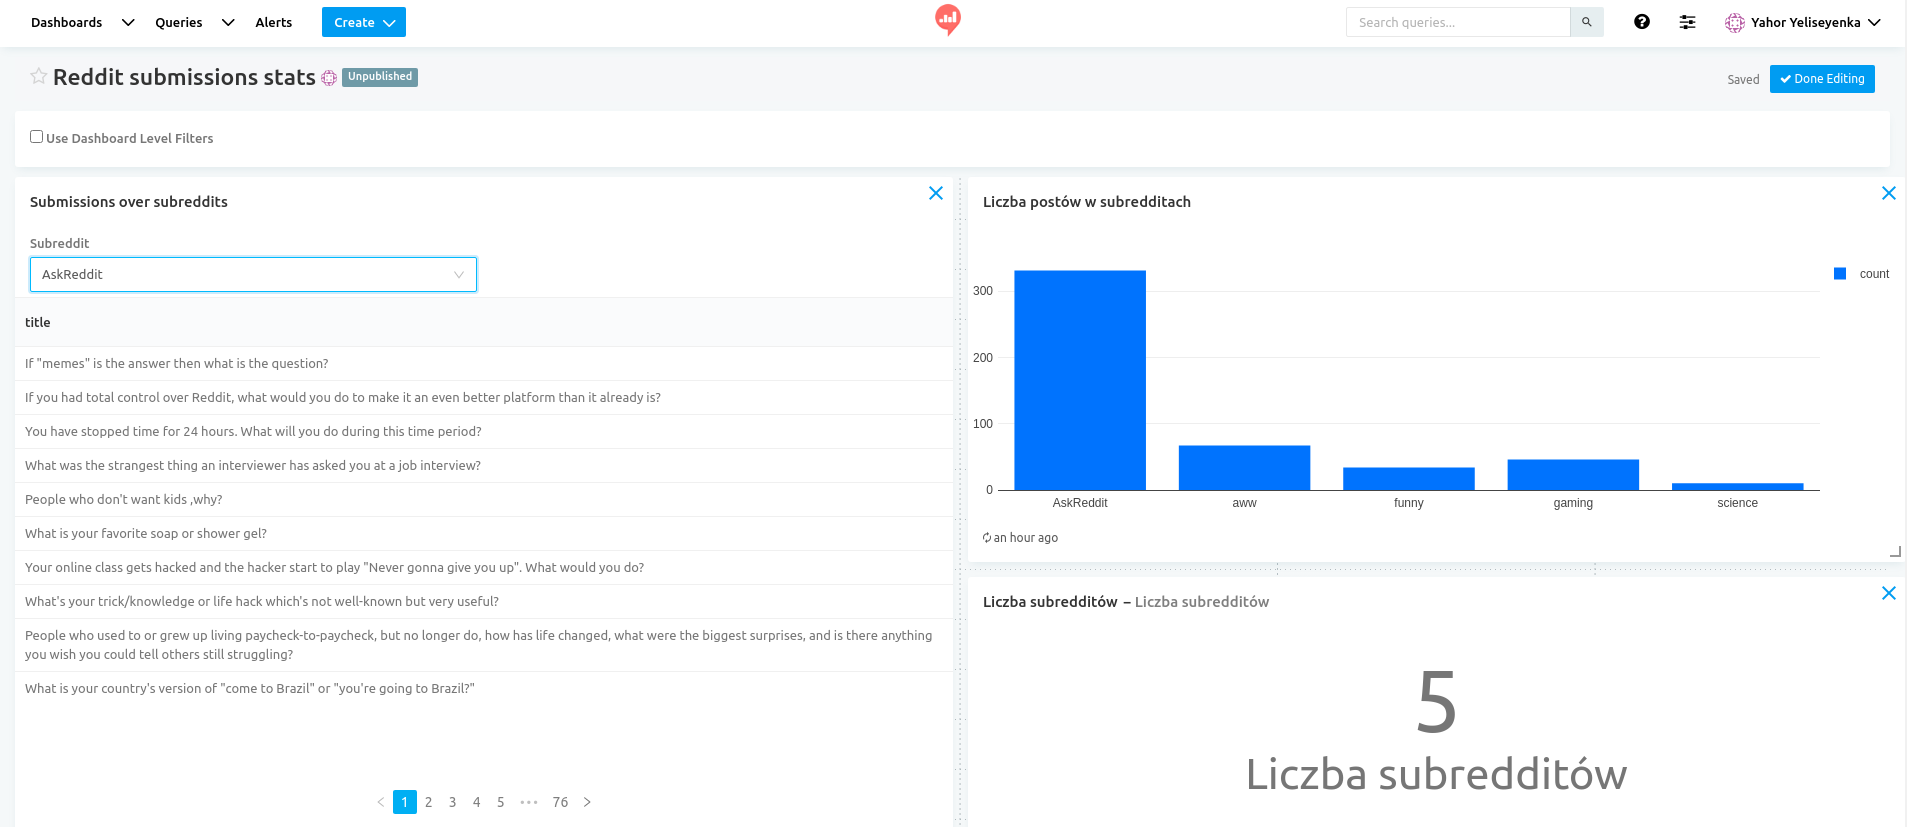 Dashboards Queries Alerts Create Search queries... Yahor Yeliseyenka
Reddit submissions stats Unpublished Saved Done Editing
Use Dashboard Level Filters
Submissions over subreddits
Subreddit
AskReddit
title
If "memes" is the answer then what is the question?
If you had total control over Reddit, what would you do to make it an even better platform than it already is?
You have stopped time for 24 hours. What will you do during this time period?
What was the strangest thing an interviewer has asked you at a job interview?
People who don't want kids ,why?
What is your favorite soap or shower gel?
Your online class gets hacked and the hacker start to play "Never gonna give you up". What would you do?
What's your trick/knowledge or life hack which's not well-known but very useful?
People who used to or grew up living paycheck-to-paycheck, but no longer do, how has life changed, what were the biggest surprises, and is there anything
you wish you could tell others still struggling?
What is your country's version of "come to Brazil" or "you're going to Brazil?"
< 1 2 3 4 5 ••• 76 >
Liczba postów w subredditach
count
300
200
100
0
AskReddit aww funny gaming science
an hour ago
Liczba subredditów – Liczba subredditów
5
Liczba subredditów